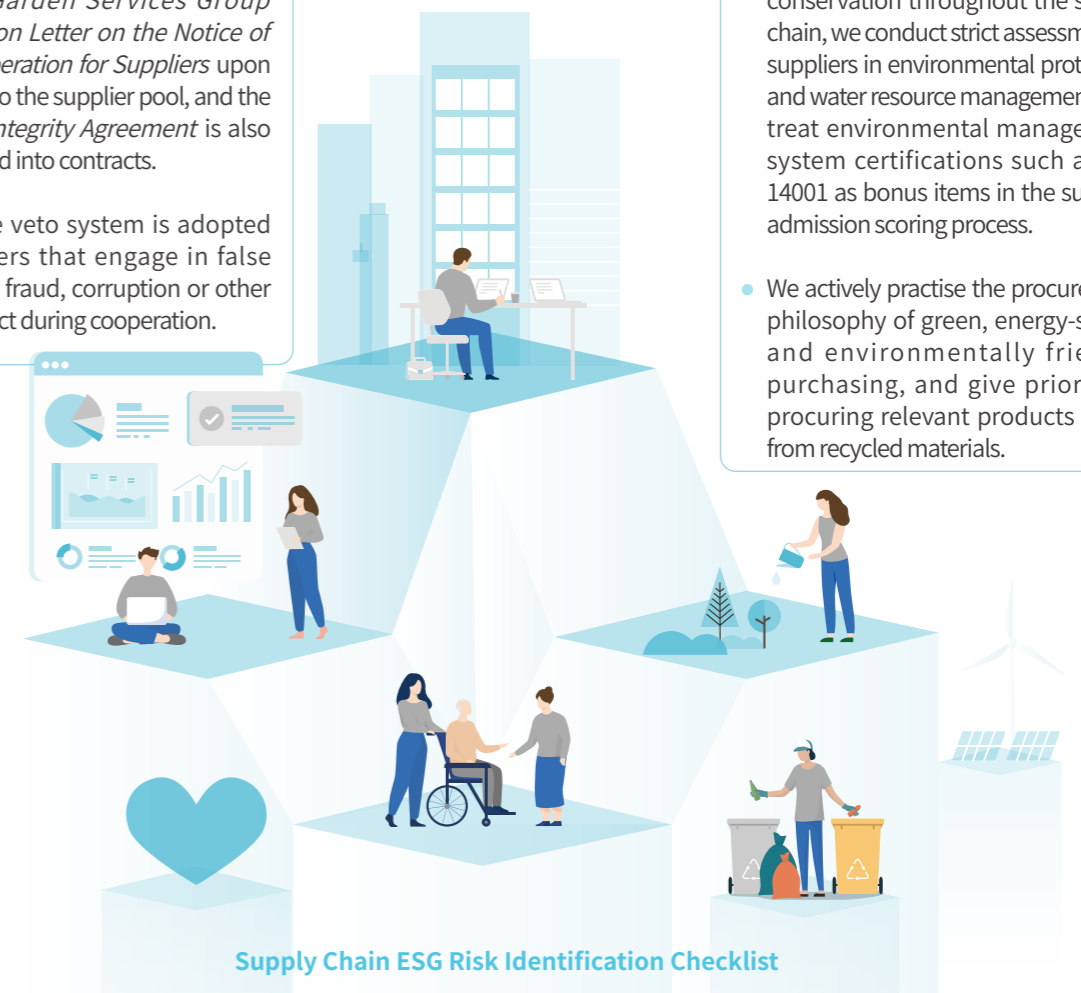 Garden Services Group
on Letter on the Notice of
eration for Suppliers upon
o the supplier pool, and the
ntegrity Agreement is also
d into contracts.
e veto system is adopted
ers that engage in false
fraud, corruption or other
ct during cooperation.
conservation throughout the s
chain, we conduct strict assessm
suppliers in environmental prot
and water resource management
treat environmental manage
system certifications such a
14001 as bonus items in the su
admission scoring process.
We actively practise the procure
philosophy of green, energy-s
and environmentally frie
purchasing, and give prior
procuring relevant products
from recycled materials.
Supply Chain ESG Risk Identification Checklist